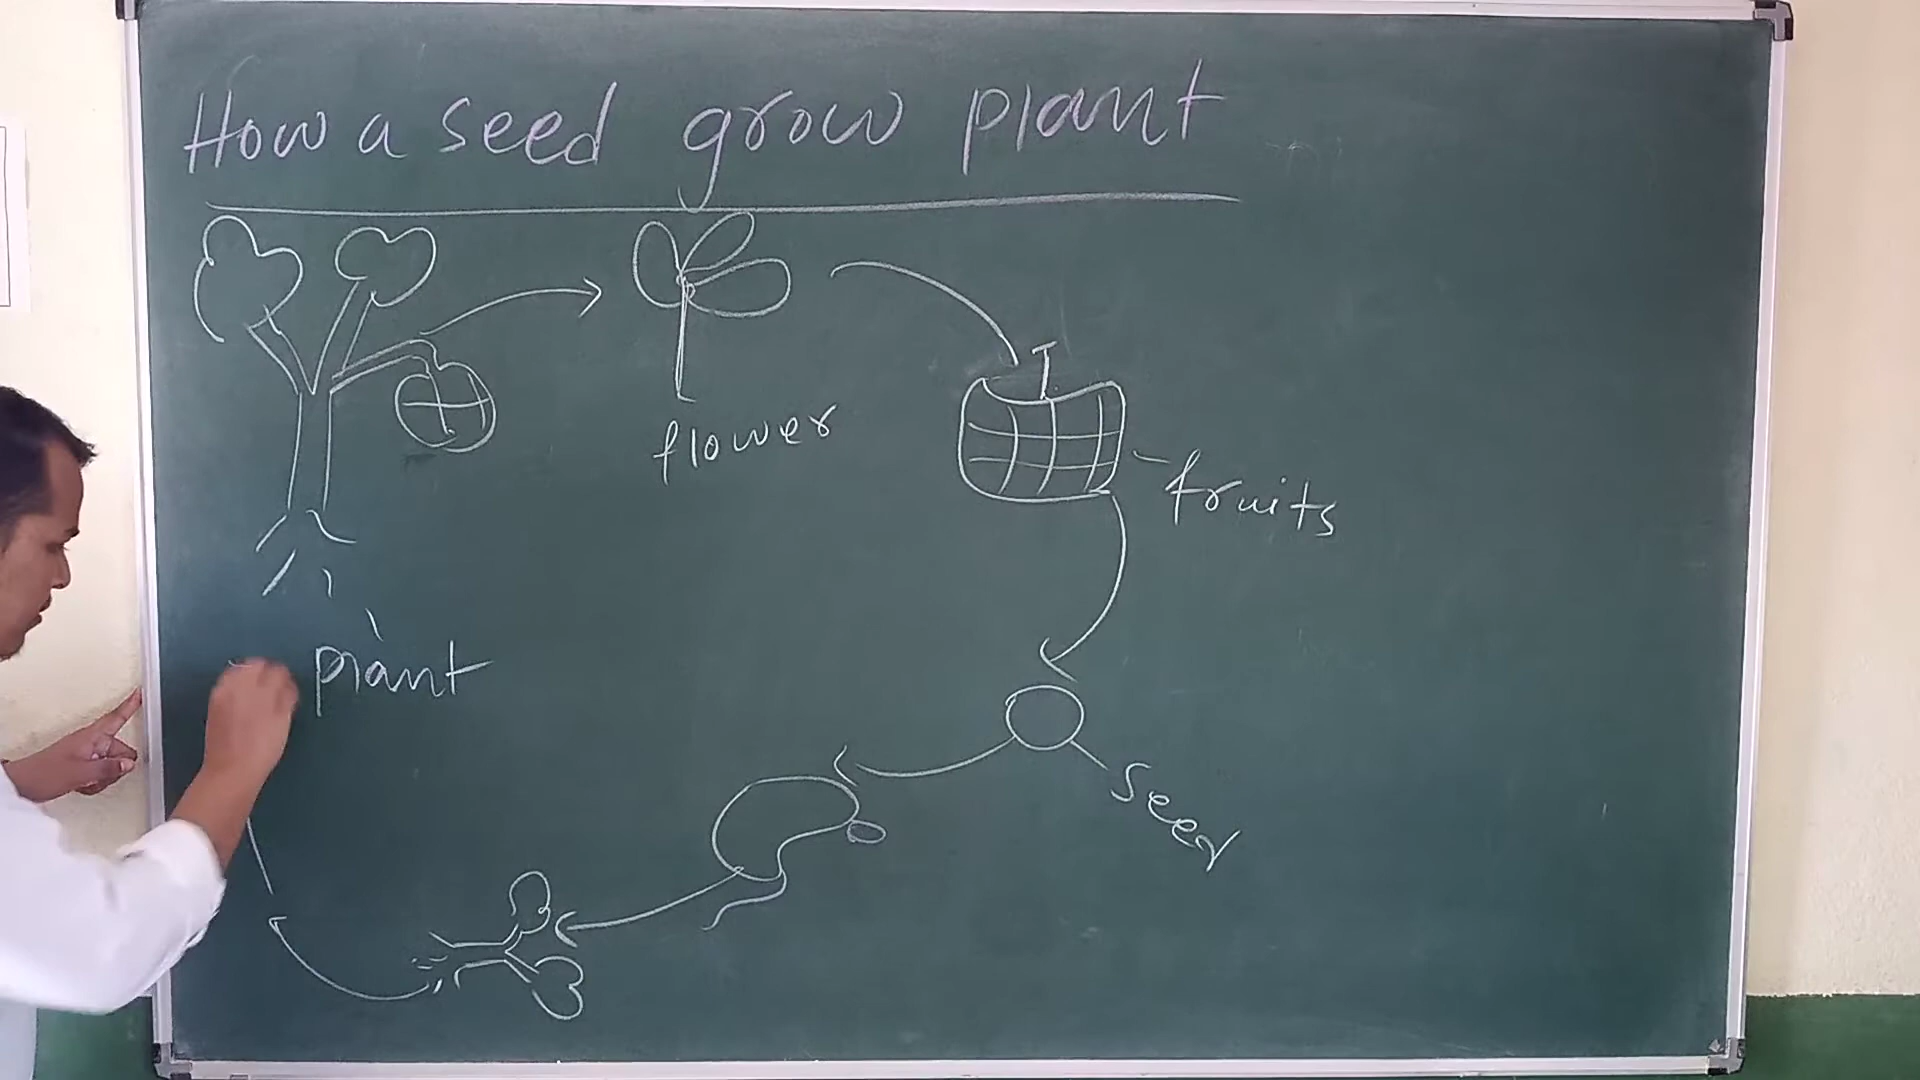 How a seed grow plant
flower
fruits
plant
seed